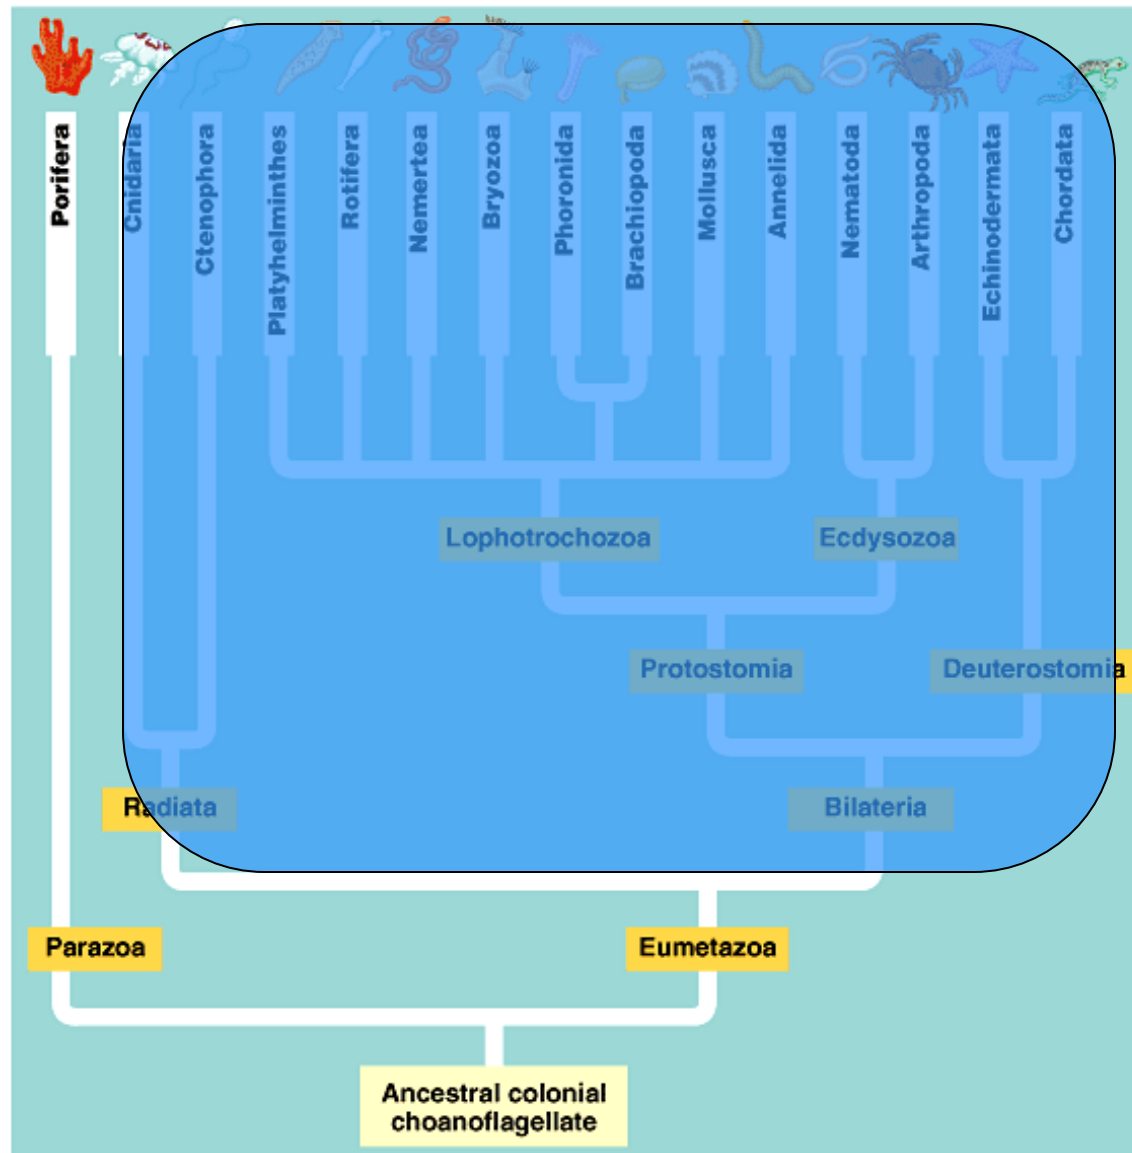 Porifera
Cnidaria
Ctenophora
Platyhelminthes
Rotifera
Nemertea
Bryozoa
Phoronida
Brachiopoda
Mollusca
Annelida
Nematoda
Arthropoda
Echinodermata
Chordata
Lophotrochozoa
Ecdysozoa
Protostomia
Deuterostomia
Radiata
Bilateria
Parazoa
Eumetazoa
Ancestral colonial
choanoflagellate